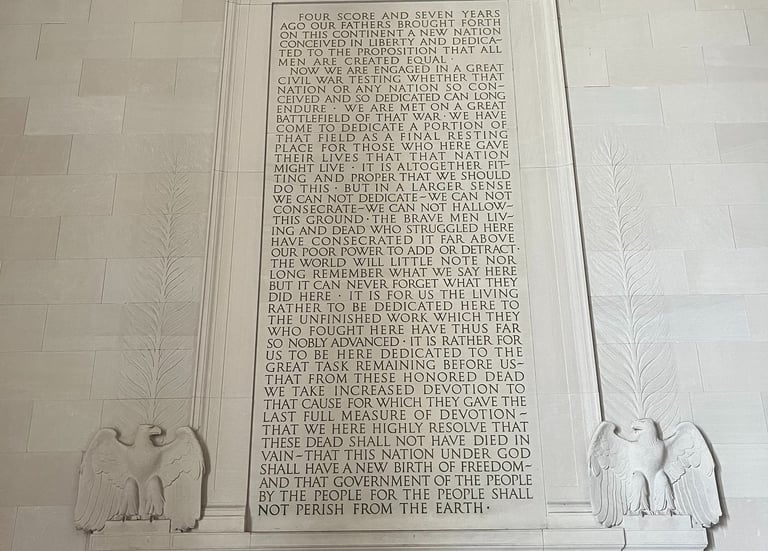 FOUR SCORE AND SEVEN YEARS
AGO OUR FATHERS BROUGHT FORTH
ON THIS CONTINENT A NEW NATION
CONCEIVED IN LIBERTY AND DEDICA~
TED TO THE PROPOSITION THAT ALL
MEN ARE CREATED EQUAL ·
NOW WE ARE ENGAGED IN A GREAT
CIVIL WAR TESTING WHETHER THAT
NATION OR ANY NATION SO CON~
CEIVED AND SO DEDICATED CAN LONG
ENDURE · WE ARE MET ON A GREAT
BATTLEFIELD OF THAT WAR · WE HAVE
COME TO DEDICATE A PORTION OF
THAT FIELD AS A FINAL RESTING
PLACE FOR THOSE WHO HERE GAVE
THEIR LIVES THAT THAT NATION
MIGHT LIVE · IT IS ALTOGETHER FIT~
TING AND PROPER THAT WE SHOULD
DO THIS · BUT IN A LARGER SENSE
WE CAN NOT DEDICATE~WE CAN NOT
CONSECRATE~WE CAN NOT HALLOW~
THIS GROUND · THE BRAVE MEN LIV~
ING AND DEAD WHO STRUGGLED HERE
HAVE CONSECRATED IT FAR ABOVE
OUR POOR POWER TO ADD OR DETRACT ·
THE WORLD WILL LITTLE NOTE NOR
LONG REMEMBER WHAT WE SAY HERE
BUT IT CAN NEVER FORGET WHAT THEY
DID HERE · IT IS FOR US THE LIVING
RATHER TO BE DEDICATED HERE TO
THE UNFINISHED WORK WHICH THEY
WHO FOUGHT HERE HAVE THUS FAR
SO NOBLY ADVANCED · IT IS RATHER FOR
US TO BE HERE DEDICATED TO THE
GREAT TASK REMAINING BEFORE US~
THAT FROM THESE HONORED DEAD
WE TAKE INCREASED DEVOTION TO
THAT CAUSE FOR WHICH THEY GAVE THE
LAST FULL MEASURE OF DEVOTION~
THAT WE HERE HIGHLY RESOLVE THAT
THESE DEAD SHALL NOT HAVE DIED IN
VAIN~THAT THIS NATION UNDER GOD
SHALL HAVE A NEW BIRTH OF FREEDOM~
AND THAT GOVERNMENT OF THE PEOPLE
BY THE PEOPLE FOR THE PEOPLE SHALL
NOT PERISH FROM THE EARTH ·